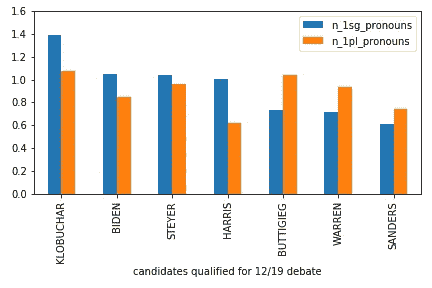 1.6
1.4
1.2
1.0
0.8
0.6
0.4
0.2
0.0
n_1sg_pronouns
n_1pl_pronouns
KLOBUCHAR
BIDEN
STEYER
HARRIS
BUTTIGIEG
WARREN
SANDERS
candidates qualified for 12/19 debate